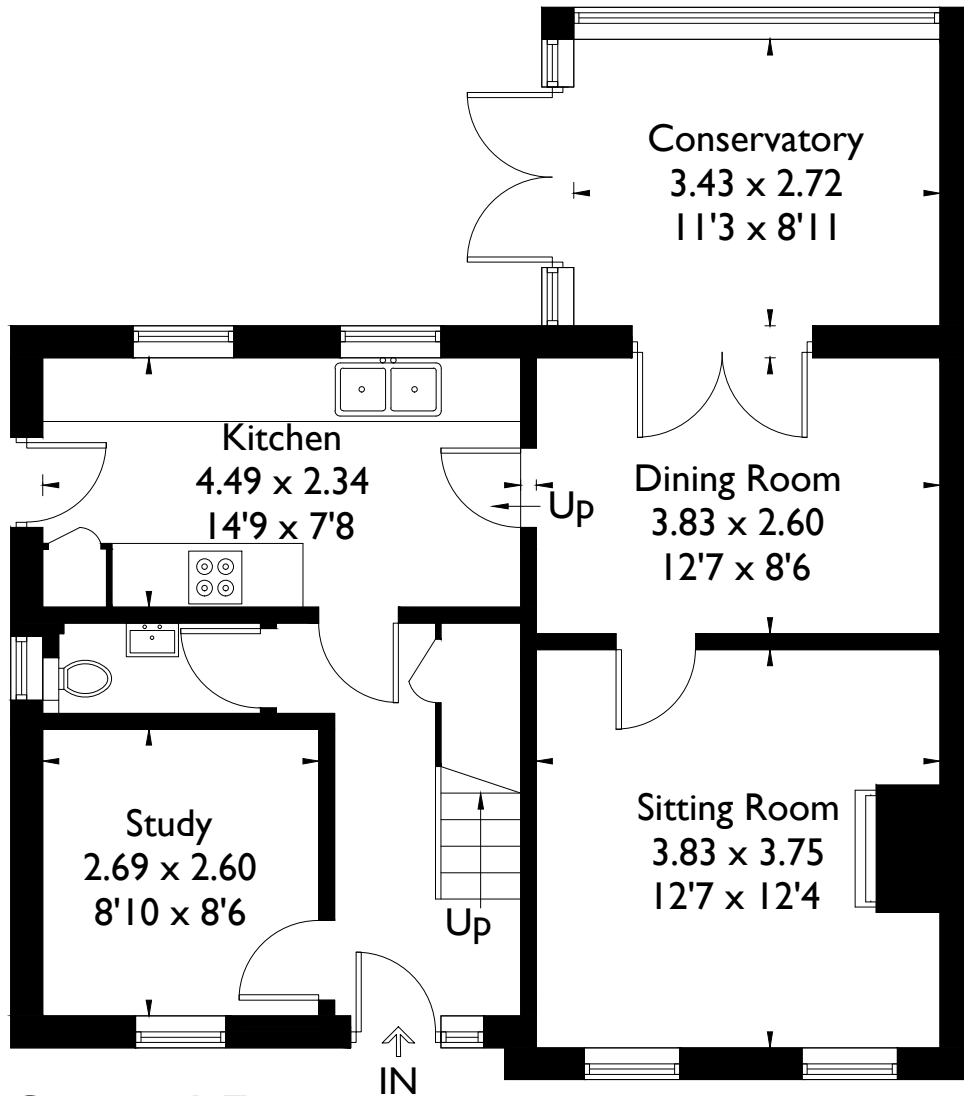 Conservatory
3.43 x 2.72
11'3 x 8'11
Kitchen
4.49 x 2.34
14'9 x 7'8
Up
Dining Room
3.83 x 2.60
12'7 x 8'6
Study
2.69 x 2.60
8'10 x 8'6
Up
Sitting Room
3.83 x 3.75
12'7 x 12'4
IN